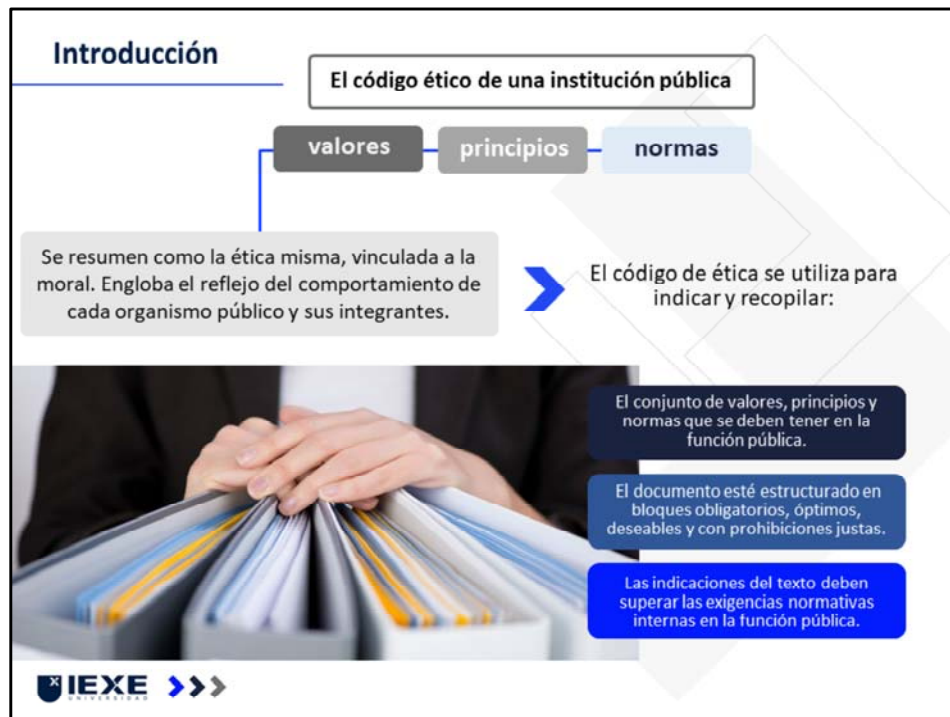 Introducción
El código ético de una institución pública
valores
principios
normas
Se resumen como la ética misma, vinculada a la
moral. Engloba el reflejo del comportamiento de
cada organismo público y sus integrantes.
El código de ética se utiliza para
indicar y recopilar:
El conjunto de valores, principios y
normas que se deben tener en la
función pública.
El documento esté estructurado en
bloques obligatorios, óptimos,
deseables y con prohibiciones justas.
Las indicaciones del texto deben
superar las exigencias normativas
internas en la función pública.
IEXE
UNIVERSIDAD